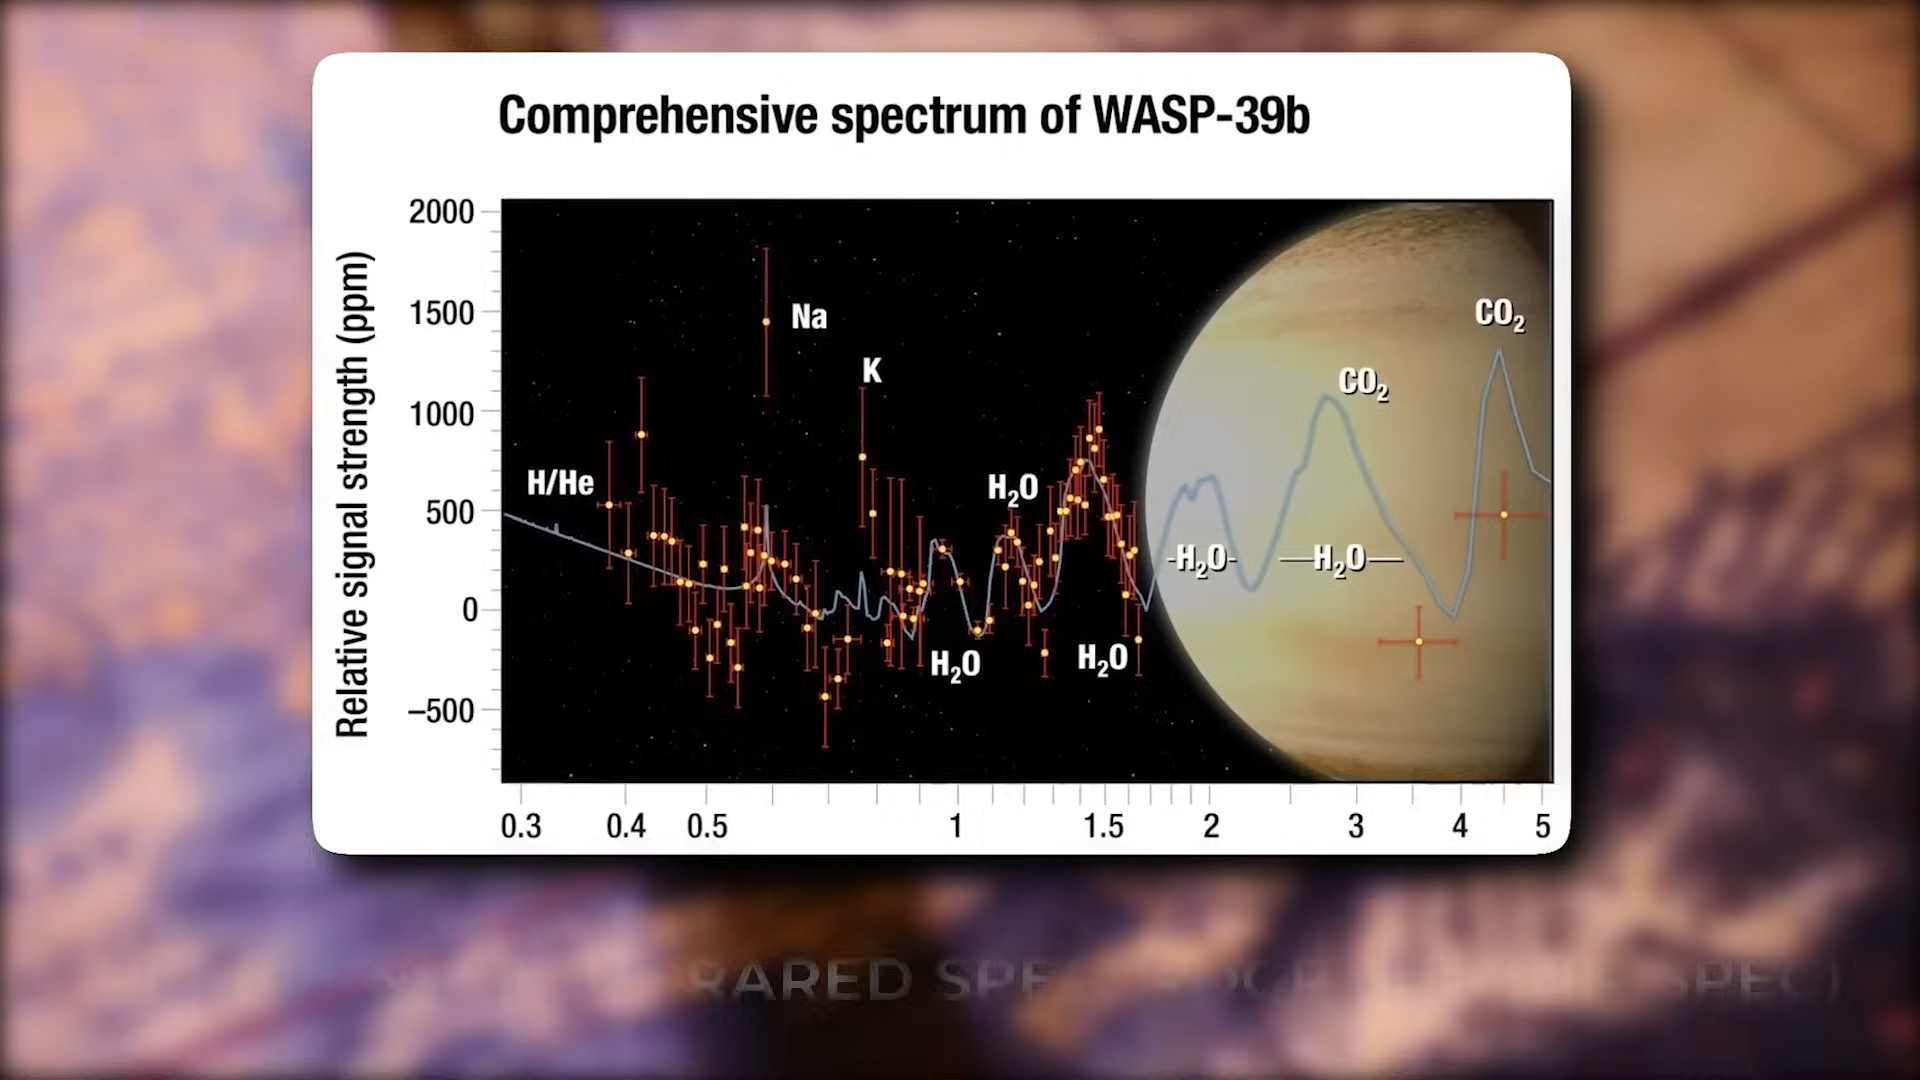 Comprehensive spectrum of WASP-39b
Relative signal strength (ppm)
2000
1500
1000
500
0
–500
H/He
Na
K
H₂O
H₂O
H₂O
-H₂O-
—H₂O—
CO₂
CO₂
0.3 0.4 0.5 1 1.5 2 3 4 5